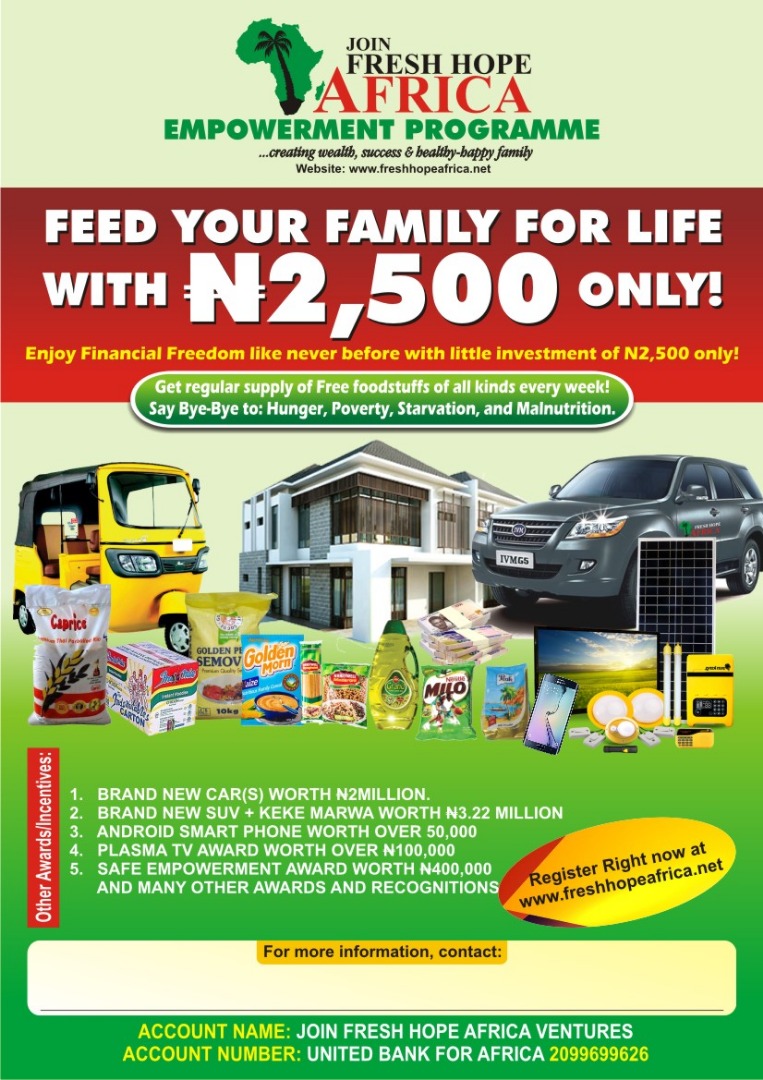 JOIN
FRESH HOPE
AFRICA
EMPOWERMENT PROGRAMME
...creating wealth, success & healthy-happy family
Website: www.freshhopeafrica.net
FEED YOUR FAMILY FOR LIFE
WITH ₦2,500 ONLY!
Enjoy Financial Freedom like never before with little investment of N2,500 only!
Get regular supply of Free foodstuffs of all kinds every week!
Say Bye-Bye to: Hunger, Poverty, Starvation, and Malnutrition.
FRESH HOPE
AFRICA
IVMG5
Caprice
GOLDEN PE
SEMOV
10kg
Golden
Morn
CARTON
MILO
Other Awards/Incentives:
1. BRAND NEW CAR(S) WORTH ₦2MILLION.
2. BRAND NEW SUV + KEKE MARWA WORTH ₦3.22 MILLION
3. ANDROID SMART PHONE WORTH OVER 50,000
4. PLASMA TV AWARD WORTH OVER ₦100,000
5. SAFE EMPOWERMENT AWARD WORTH ₦400,000
AND MANY OTHER AWARDS AND RECOGNITIONS
Register Right now at
www.freshhopeafrica.net
For more information, contact:
ACCOUNT NAME: JOIN FRESH HOPE AFRICA VENTURES
ACCOUNT NUMBER: UNITED BANK FOR AFRICA 2099699626